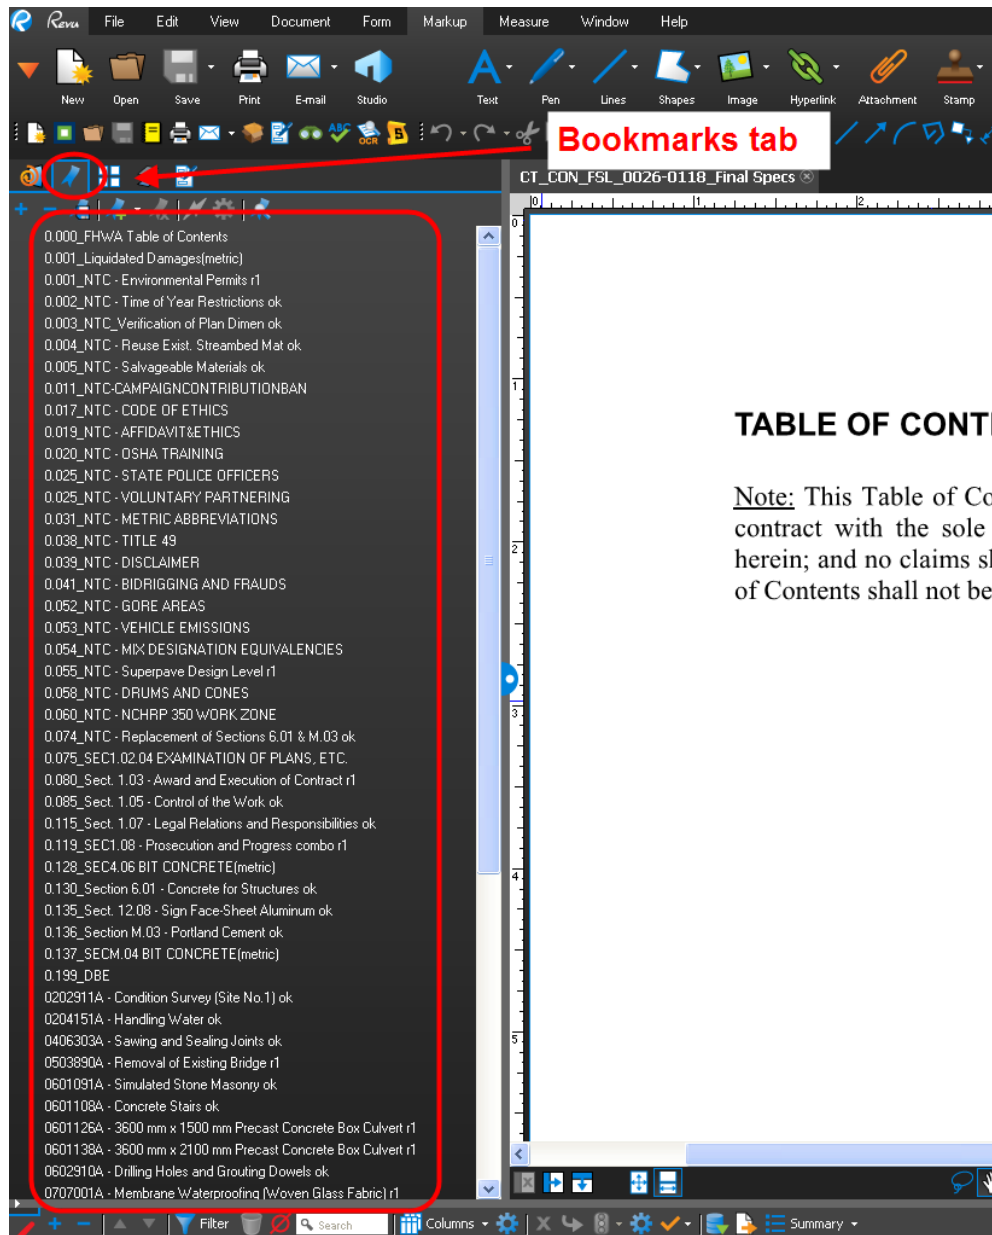 Revu File Edit View Document Form Markup Measure Window Help
New Open Save Print E-mail Studio Text Pen Lines Shapes Image Hyperlink Attachment Stamp
OCR
Bookmarks tab
CT_CON_FSL_0026-0118_Final Specs
0 1 2
0.000_FHWA Table of Contents
0.001_Liquidated Damages(metric)
0.001_NTC - Environmental Permits r1
0.002_NTC - Time of Year Restrictions ok
0.003_NTC_Verification of Plan Dimen ok
0.004_NTC - Reuse Exist. Streambed Mat ok
0.005_NTC - Salvageable Materials ok
0.011_NTC-CAMPAIGNCONTRIBUTIONBAN
0.017_NTC - CODE OF ETHICS
0.019_NTC - AFFIDAVIT&ETHICS
0.020_NTC - OSHA TRAINING
0.025_NTC - STATE POLICE OFFICERS
0.025_NTC - VOLUNTARY PARTNERING
0.031_NTC - METRIC ABBREVIATIONS
0.038_NTC - TITLE 49
0.039_NTC - DISCLAIMER
0.041_NTC - BIDRIGGING AND FRAUDS
0.052_NTC - GORE AREAS
0.053_NTC - VEHICLE EMISSIONS
0.054_NTC - MIX DESIGNATION EQUIVALENCIES
0.055_NTC - Superpave Design Level r1
0.058_NTC - DRUMS AND CONES
0.060_NTC - NCHRP 350 WORK ZONE
0.074_NTC - Replacement of Sections 6.01 & M.03 ok
0.075_SEC1.02.04 EXAMINATION OF PLANS, ETC.
0.080_Sect. 1.03 - Award and Execution of Contract r1
0.085_Sect. 1.05 - Control of the Work ok
0.115_Sect. 1.07 - Legal Relations and Responsibilities ok
0.119_SEC1.08 - Prosecution and Progress combo r1
0.128_SEC4.06 BIT CONCRETE(metric)
0.130_Section 6.01 - Concrete for Structures ok
0.135_Sect. 12.08 - Sign Face-Sheet Aluminum ok
0.136_Section M.03 - Portland Cement ok
0.137_SECM.04 BIT CONCRETE(metric)
0.199_DBE
0202911A - Condition Survey (Site No.1) ok
0204151A - Handling Water ok
0406303A - Sawing and Sealing Joints ok
0503890A - Removal of Existing Bridge r1
0601091A - Simulated Stone Masonry ok
0601108A - Concrete Stairs ok
0601126A - 3600 mm x 1500 mm Precast Concrete Box Culvert r1
0601138A - 3600 mm x 2100 mm Precast Concrete Box Culvert r1
0602910A - Drilling Holes and Grouting Dowels ok
0707001A - Membrane Waterproofing (Woven Glass Fabric) r1
0
1
2
3
4
5
TABLE OF CONT
Note: This Table of Co
contract with the sole
herein; and no claims s
of Contents shall not be
Filter Search Columns Summary